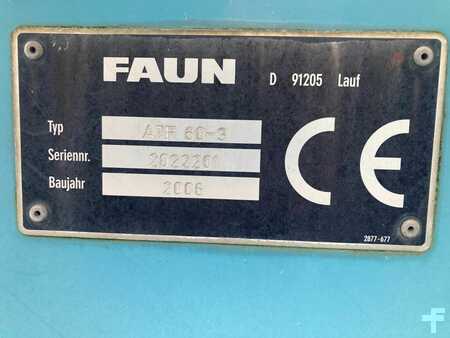 FAUN D 91205 Lauf
Typ ATF 60-3
Seriennr. 2022201
Baujahr 2006
CE
2877-677